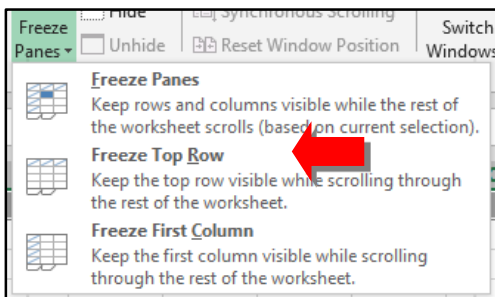 Hide
Synchronous Scrolling
Freeze
Switch
Panes
Unhide
Reset Window Position
Windows
Freeze Panes
Keep rows and columns visible while the rest of
the worksheet scrolls (based on current selection).
Freeze Top Row
Keep the top row visible while scrolling through
the rest of the worksheet.
Freeze First Column
Keep the first column visible while scrolling
through the rest of the worksheet.